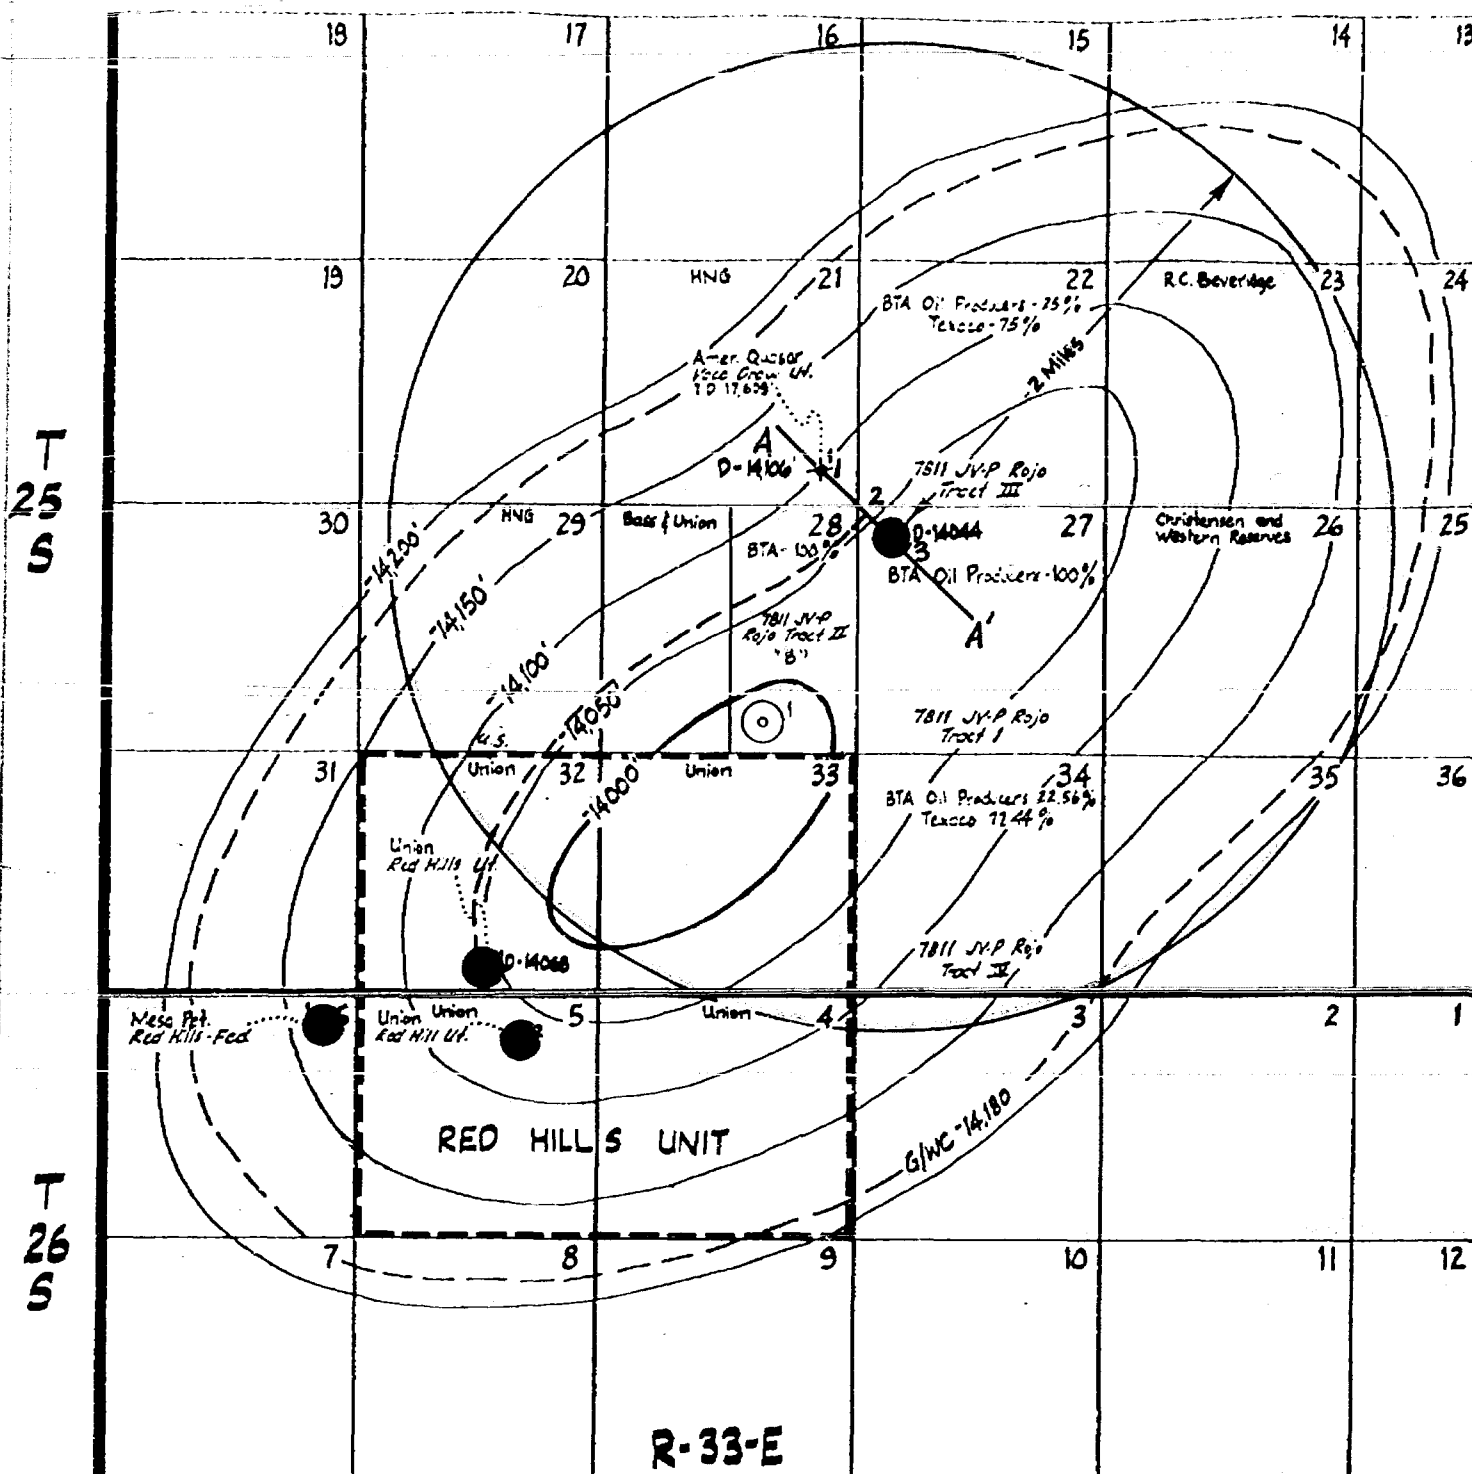 18 17 16 15 14 13
19 20 HNG 21 22 R.C. Beveridge 23 24
BTA Oil Producers - 25%
Texaco - 75%
2 Miles
Amer. Quasar
Ut.
T D 17,609'
A
D-14,106' 1
7811 JV-P Rojo
Tract III
2
T
25
S
30 HNG 29 Bass & Union 28 27 Christensen and
Western Reserves 26 25
D-14044
3
BTA - 100%
BTA Oil Producers - 100%
-14,200'
-14,150'
-14,100'
-14,050'
-14000'
7811 JV-P
Rojo Tract II
"B"
A'
1
7811 JV-P Rojo
Tract I
U.S.
31 Union 32 Union 33 34 35 36
BTA Oil Producers 22.56%
Texaco 77.44%
Union
Red Hills Ut.
D-14068
7811 JV-P Rojo
Tract IV
Mesa Pet.
Red Hills-Fed
Union Union
Red Hill Ut.
2
5 Union 4 3 2 1
RED HILLS UNIT
G/WC -14,180
T
26
S
7 8 9 10 11 12
R-33-E